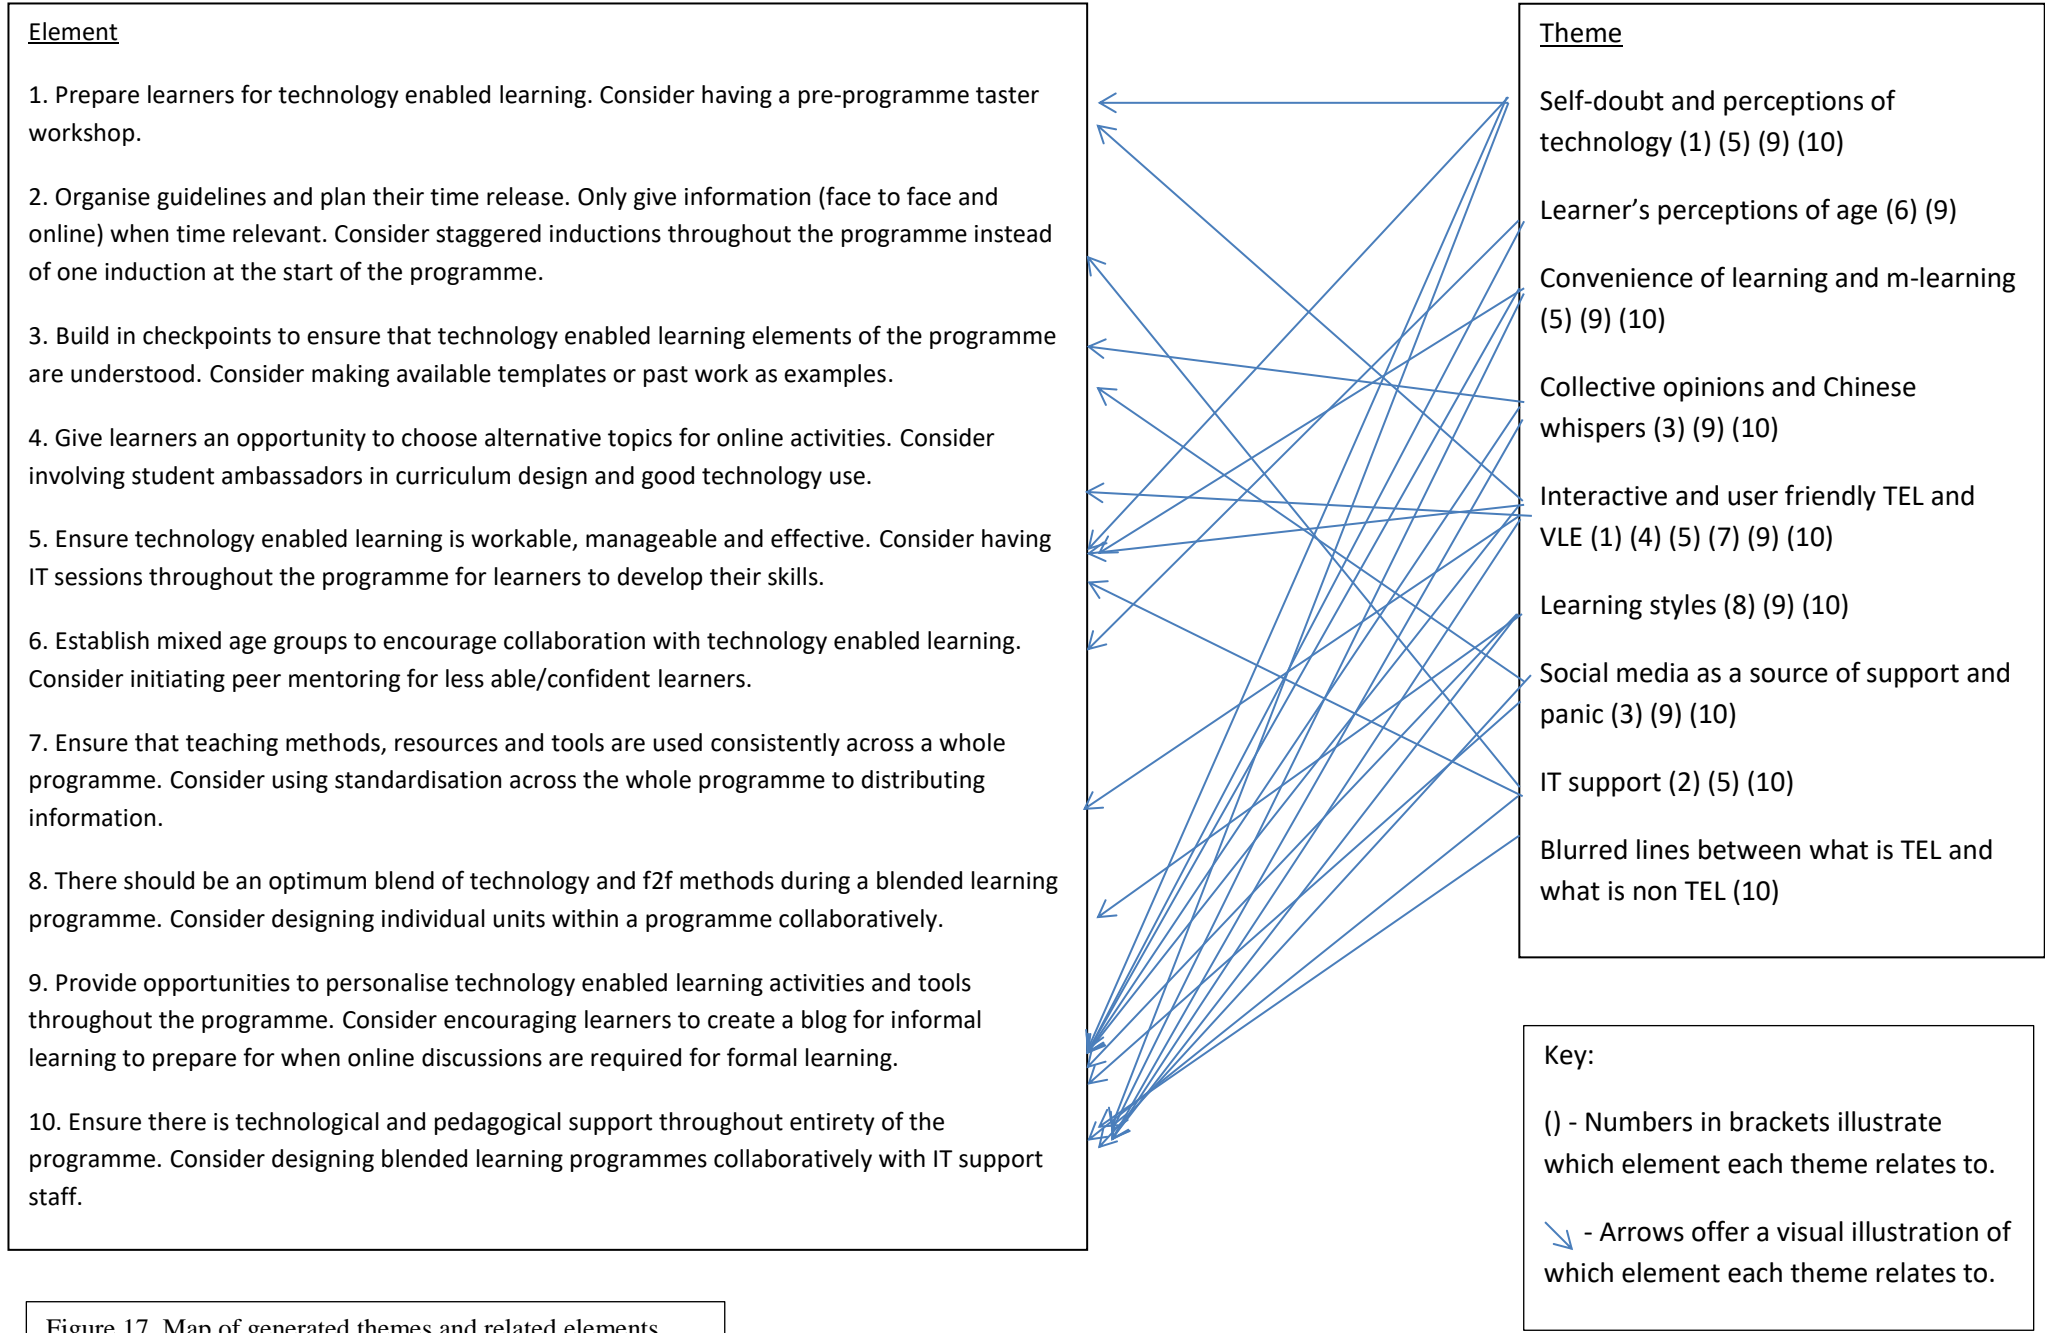 Element
1. Prepare learners for technology enabled learning. Consider having a pre-programme taster
workshop.
2. Organise guidelines and plan their time release. Only give information (face to face and
online) when time relevant. Consider staggered inductions throughout the programme instead
of one induction at the start of the programme.
3. Build in checkpoints to ensure that technology enabled learning elements of the programme
are understood. Consider making available templates or past work as examples.
4. Give learners an opportunity to choose alternative topics for online activities. Consider
involving student ambassadors in curriculum design and good technology use.
5. Ensure technology enabled learning is workable, manageable and effective. Consider having
IT sessions throughout the programme for learners to develop their skills.
6. Establish mixed age groups to encourage collaboration with technology enabled learning.
Consider initiating peer mentoring for less able/confident learners.
7. Ensure that teaching methods, resources and tools are used consistently across a whole
programme. Consider using standardisation across the whole programme to distributing
information.
8. There should be an optimum blend of technology and f2f methods during a blended learning
programme. Consider designing individual units within a programme collaboratively.
9. Provide opportunities to personalise technology enabled learning activities and tools
throughout the programme. Consider encouraging learners to create a blog for informal
learning to prepare for when online discussions are required for formal learning.
10. Ensure there is technological and pedagogical support throughout entirety of the
programme. Consider designing blended learning programmes collaboratively with IT support
staff.
Theme
Self-doubt and perceptions of
technology (1) (5) (9) (10)
Learner’s perceptions of age (6) (9)
Convenience of learning and m-learning
(5) (9) (10)
Collective opinions and Chinese
whispers (3) (9) (10)
Interactive and user friendly TEL and
VLE (1) (4) (5) (7) (9) (10)
Learning styles (8) (9) (10)
Social media as a source of support and
panic (3) (9) (10)
IT support (2) (5) (10)
Blurred lines between what is TEL and
what is non TEL (10)
Key:
() - Numbers in brackets illustrate
which element each theme relates to.
- Arrows offer a visual illustration of
which element each theme relates to.
Figure 17. Map of generated themes and related elements